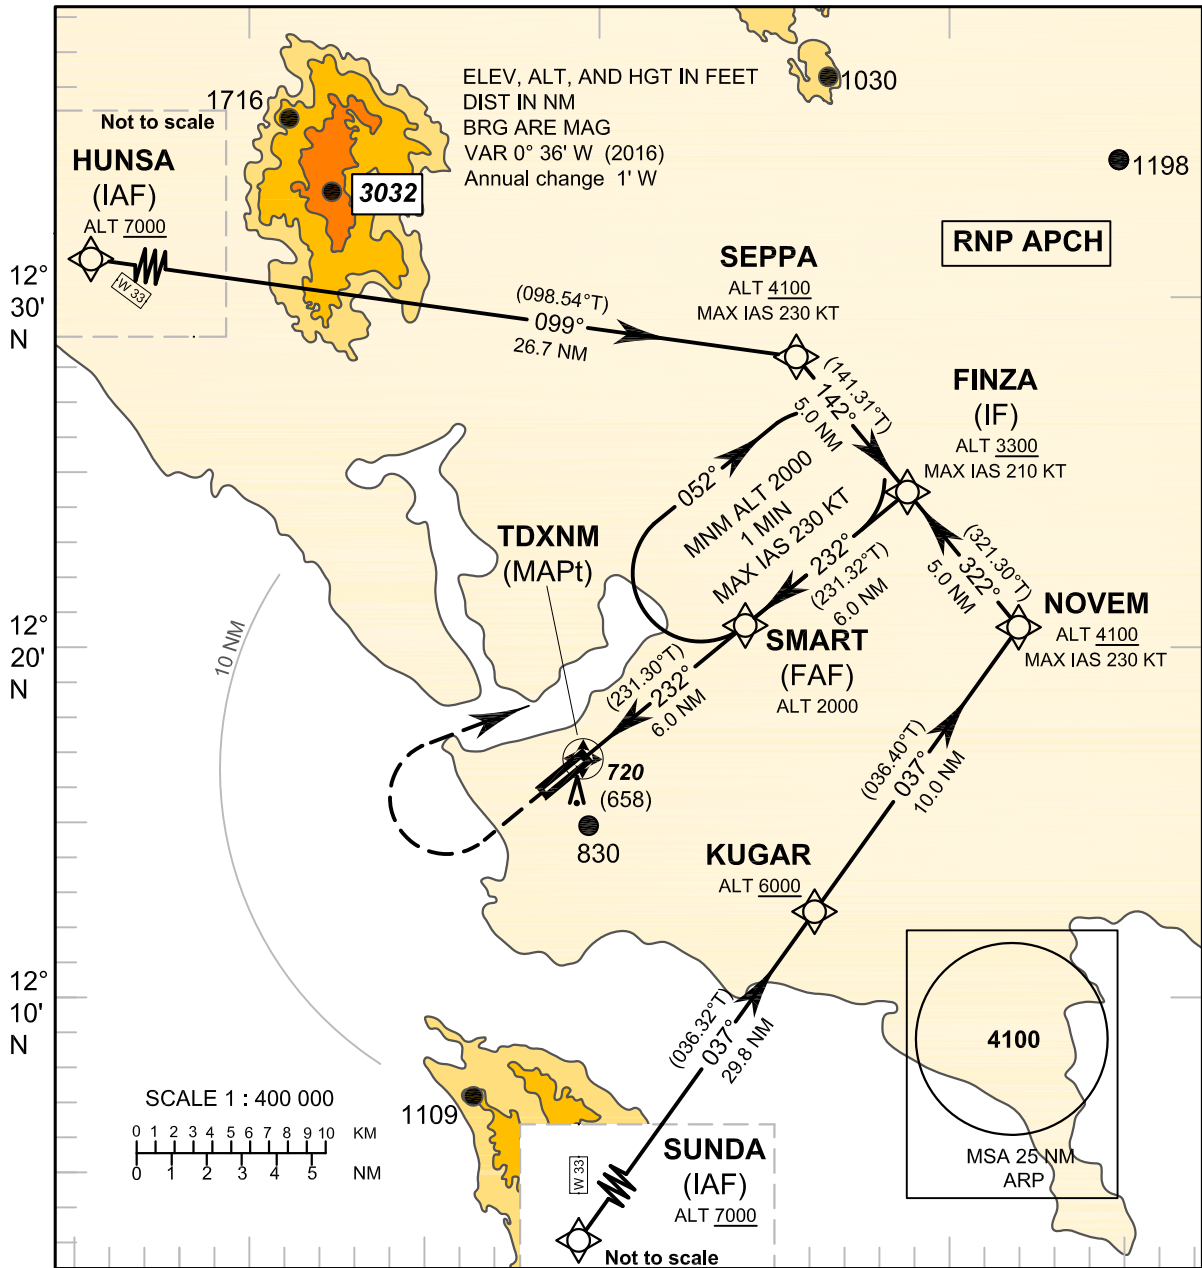 ELEV, ALT, AND HGT IN FEET
DIST IN NM
BRG ARE MAG
VAR 0° 36' W (2016)
Annual change 1' W
1716
1030
1198
3032
Not to scale
HUNSA
(IAF)
ALT 7000
W 33
RNP APCH
12°
30'
N
(098.54°T)
099°
26.7 NM
SEPPA
ALT 4100
MAX IAS 230 KT
(141.31°T)
142°
5.0 NM
FINZA
(IF)
ALT 3300
MAX IAS 210 KT
052°
MNM ALT 2000
1 MIN
MAX IAS 230 KT
232°
(231.32°T)
6.0 NM
(321.30°T)
322°
5.0 NM
TDXNM
(MAPt)
NOVEM
ALT 4100
MAX IAS 230 KT
12°
20'
N
10 NM
SMART
(FAF)
ALT 2000
(231.30°T)
232°
6.0 NM
720
(658)
830
(036.40°T)
037°
10.0 NM
KUGAR
ALT 6000
12°
10'
N
(036.32°T)
037°
29.8 NM
4100
MSA 25 NM
ARP
1109
SCALE 1 : 400 000
0 1 2 3 4 5 6 7 8 9 10 KM
0 1 2 3 4 5 NM
SUNDA
(IAF)
ALT 7000
W 33
Not to scale